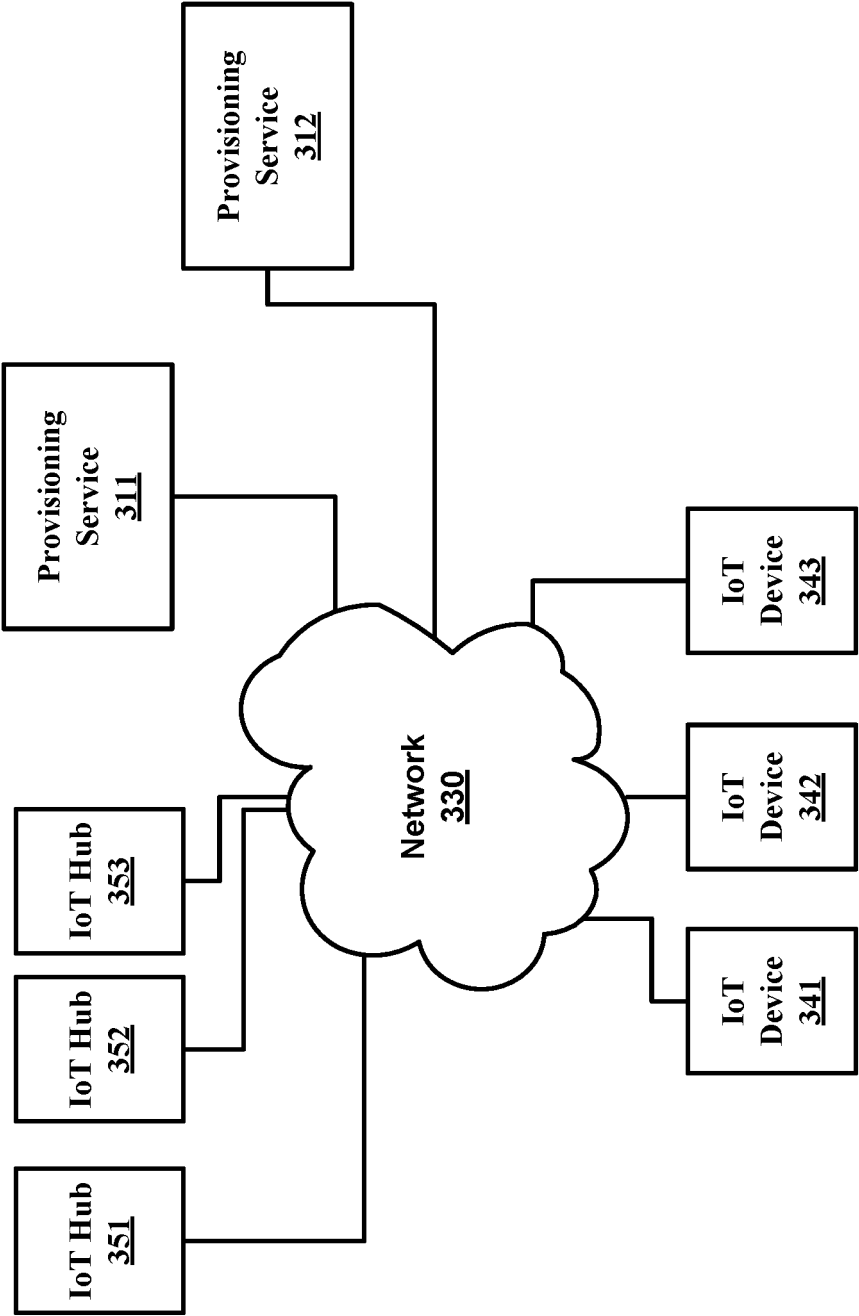 IoT Hub
351
IoT Hub
352
IoT Hub
353
Provisioning
Service
311
Provisioning
Service
312
Network
330
IoT
Device
341
IoT
Device
342
IoT
Device
343